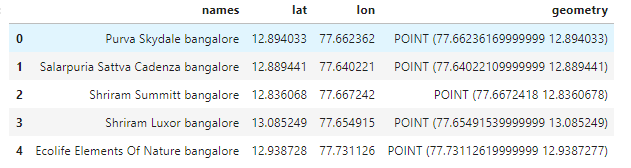 names lat lon geometry
0 Purva Skydale bangalore 12.894033 77.662362 POINT (77.66236169999999 12.894033)
1 Salarpuria Sattva Cadenza bangalore 12.889441 77.640221 POINT (77.64022109999999 12.889441)
2 Shriram Summitt bangalore 12.836068 77.667242 POINT (77.6672418 12.8360678)
3 Shriram Luxor bangalore 13.085249 77.654915 POINT (77.65491539999999 13.085249)
4 Ecolife Elements Of Nature bangalore 12.938728 77.731126 POINT (77.73112619999999 12.9387277)